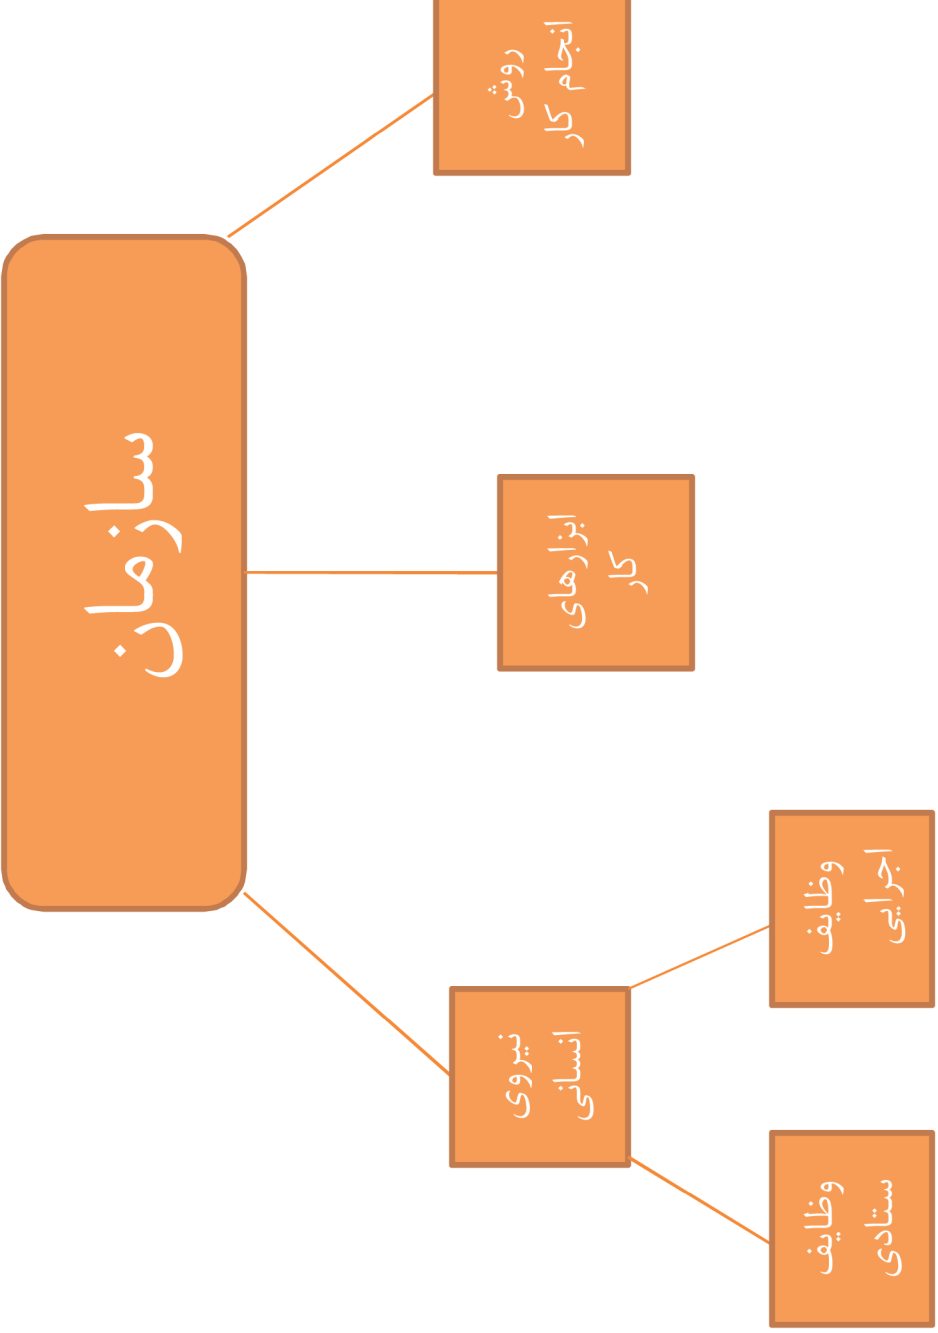 سازمان
روش
انجام کار
ابزارهای
کار
نیروی
انسانی
وظایف
اجرایی
وظایف
ستادی